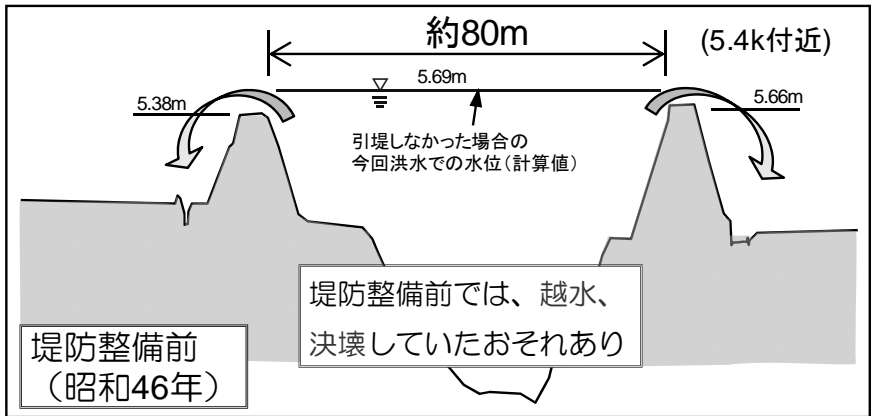 約80m
(5.4k付近)
5.69m
5.38m
5.66m
引堤しなかった場合の
今回洪水での水位(計算値)
堤防整備前では、越水、
決壊していたおそれあり
堤防整備前
(昭和46年)